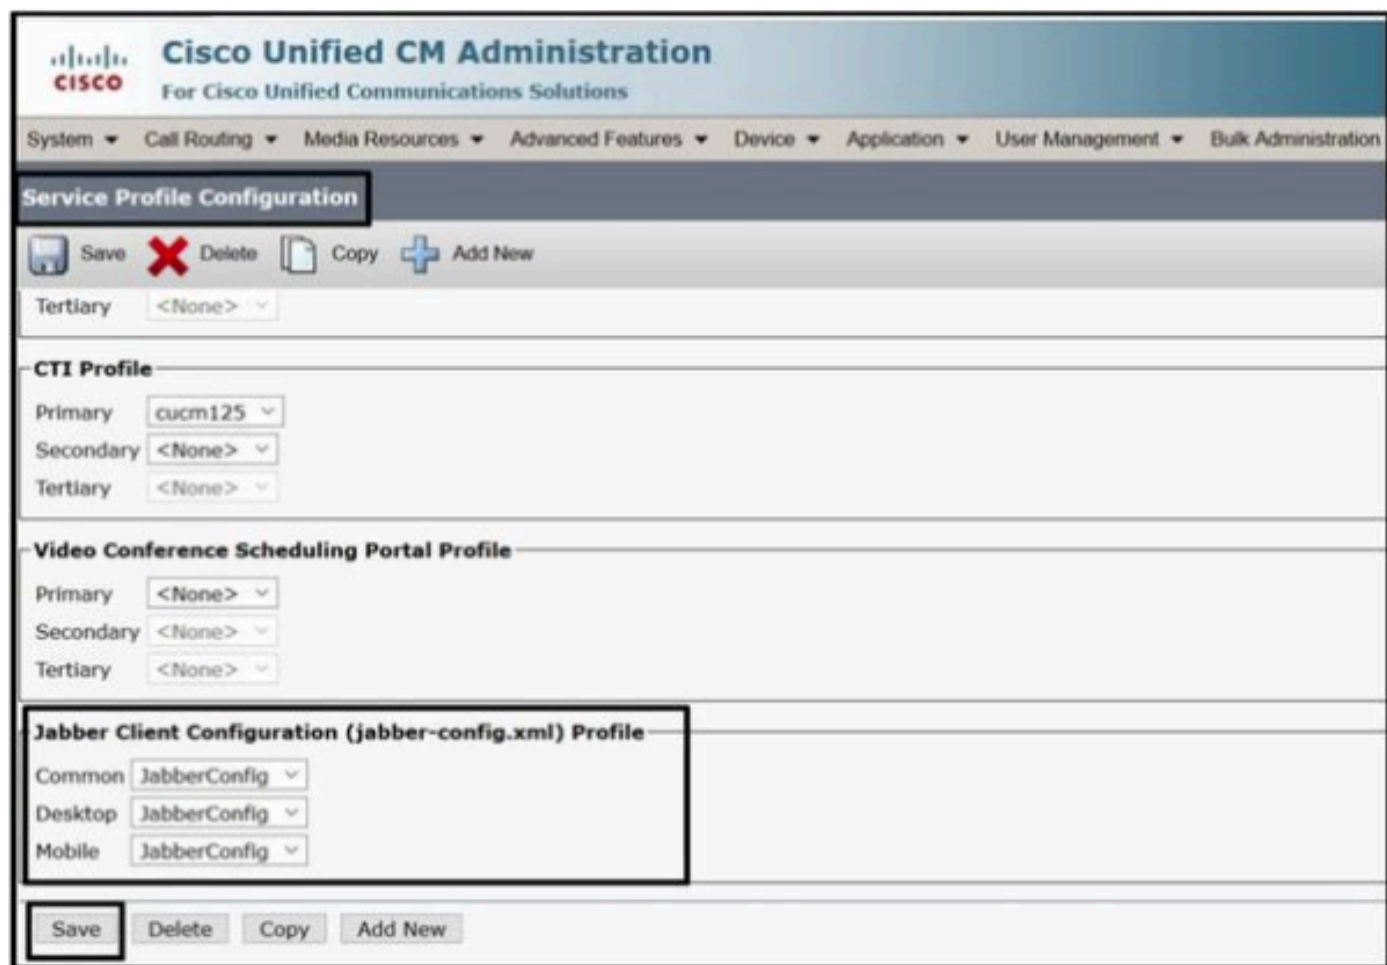 CISCO
Cisco Unified CM Administration
For Cisco Unified Communications Solutions
System Call Routing Media Resources Advanced Features Device Application User Management Bulk Administration
Service Profile Configuration
Save Delete Copy Add New
Tertiary <None>
CTI Profile
Primary cucm125
Secondary <None>
Tertiary <None>
Video Conference Scheduling Portal Profile
Primary <None>
Secondary <None>
Tertiary <None>
Jabber Client Configuration (jabber-config.xml) Profile
Common JabberConfig
Desktop JabberConfig
Mobile JabberConfig
Save Delete Copy Add New